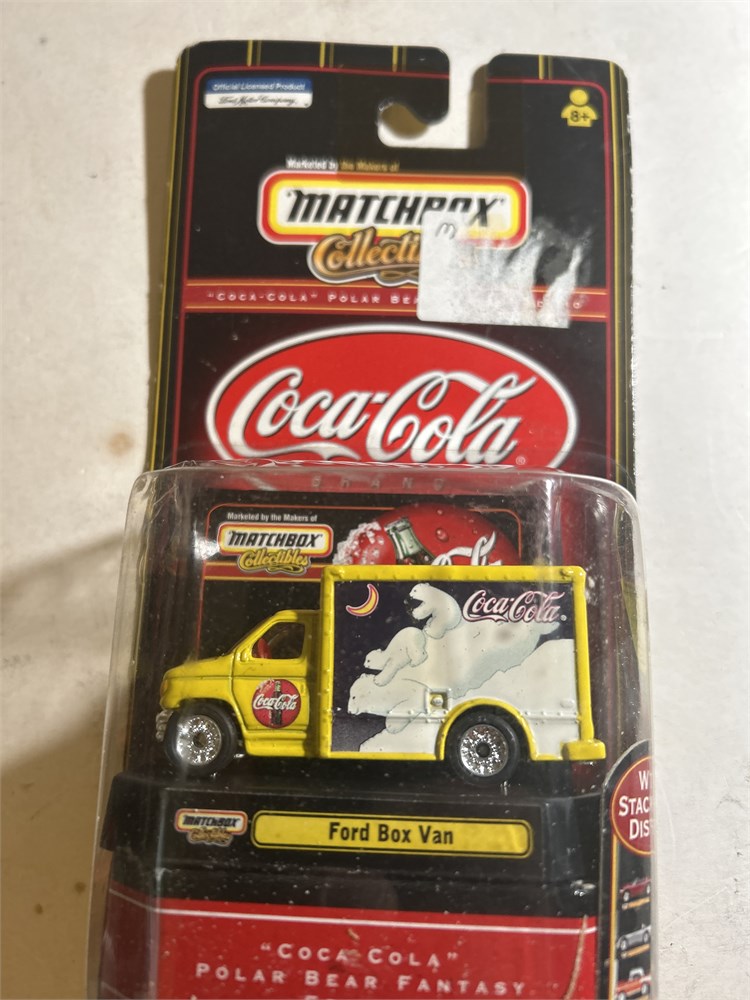 Official Licensed Product
Ford Motor Company
8+
Marketed by the Makers of
MATCHBOX
"COCA-COLA" POLAR
Coca-Cola
®
BRAND
Marketed by the Makers of
MATCHBOX
Collectibles
Coca-Cola®
Coca-Cola
MATCHBOX
Collectibles
Ford Box Van
"COCA-COLA"
POLAR BEAR FANTASY